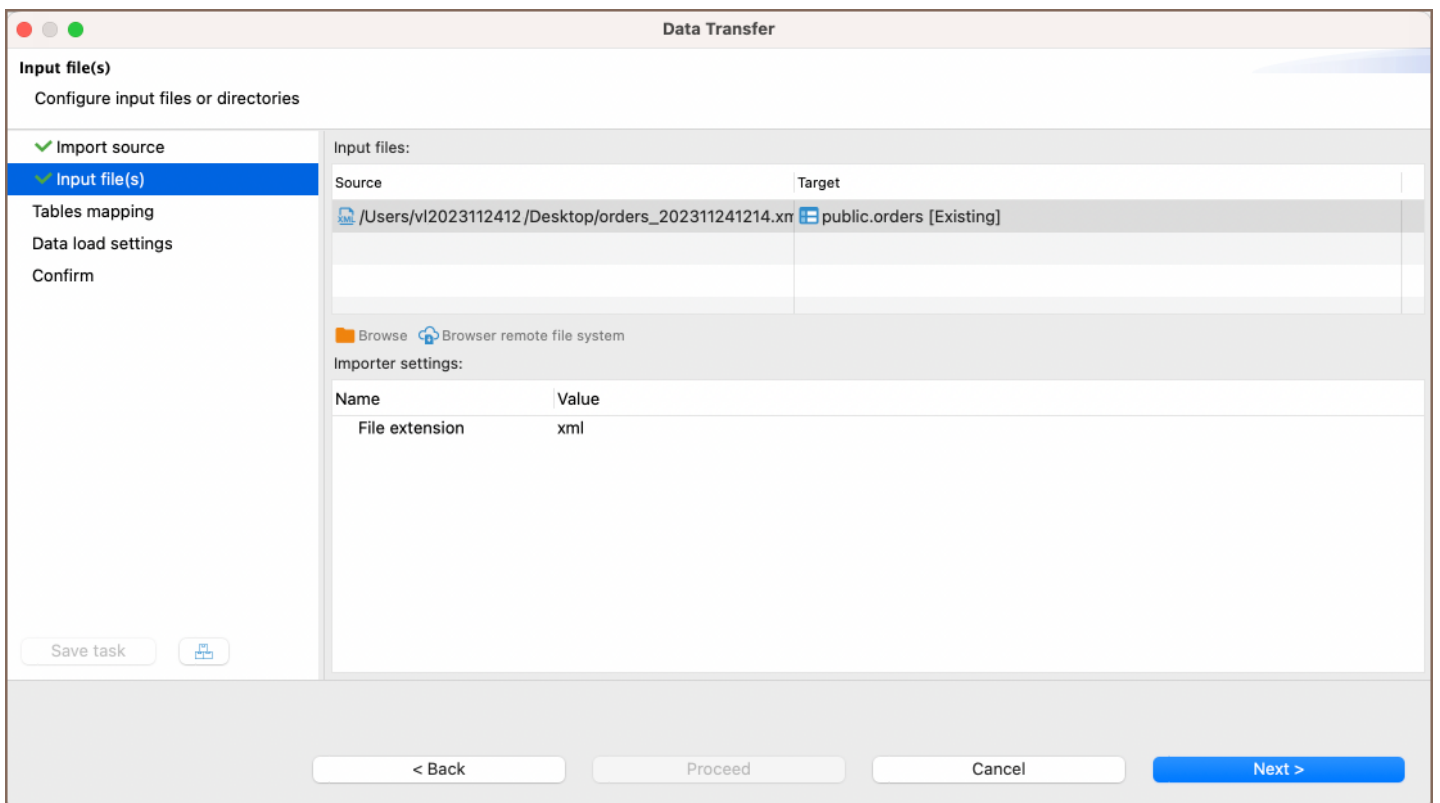 Data Transfer
Input file(s)
Configure input files or directories
Import source
Input file(s)
Tables mapping
Data load settings
Confirm
Save task
Input files:
Source Target
XML /Users/vl2023112412/Desktop/orders_202311241214.xm public.orders [Existing]
Browse Browser remote file system
Importer settings:
Name Value
File extension xml
< Back Proceed Cancel Next >